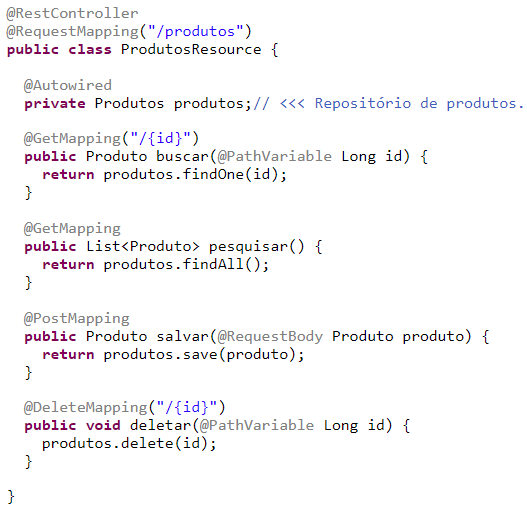 @RestController
@RequestMapping("/produtos")
public class ProdutosResource {
@Autowired
private Produtos produtos;// <<< Repositório de produtos.
@GetMapping("/{id}")
public Produto buscar(@PathVariable Long id) {
return produtos.findOne(id);
}
@GetMapping
public List<Produto> pesquisar() {
return produtos.findAll();
}
@PostMapping
public Produto salvar(@RequestBody Produto produto) {
return produtos.save(produto);
}
@DeleteMapping("/{id}")
public void deletar(@PathVariable Long id) {
produtos.delete(id);
}
}